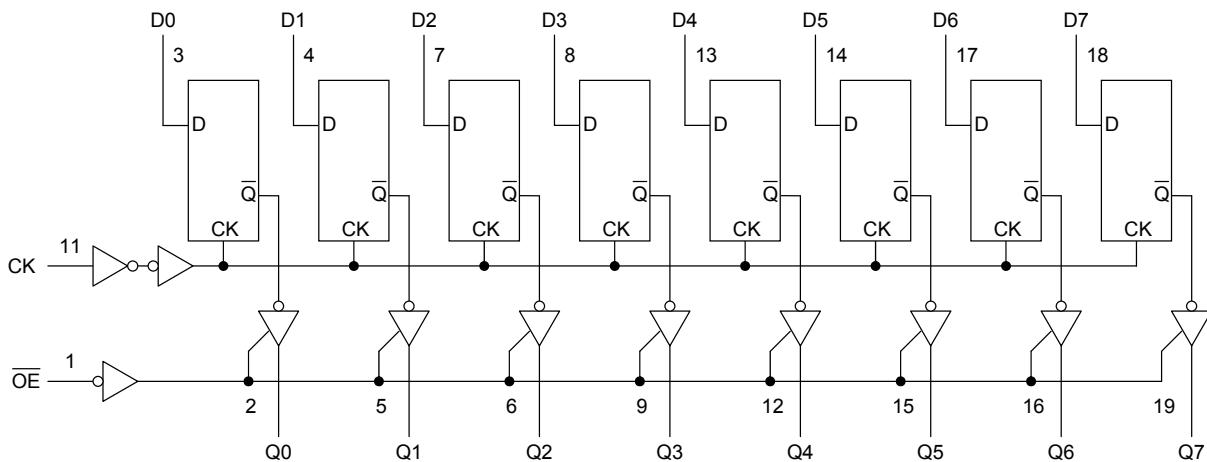 D0 D1 D2 D3 D4 D5 D6 D7
3 4 7 8 13 14 17 18
D D D D D D D D
Q̅ Q̅ Q̅ Q̅ Q̅ Q̅ Q̅ Q̅
CK CK CK CK CK CK CK CK
11
CK
1
O̅E̅
2 5 6 9 12 15 16 19
Q0 Q1 Q2 Q3 Q4 Q5 Q6 Q7